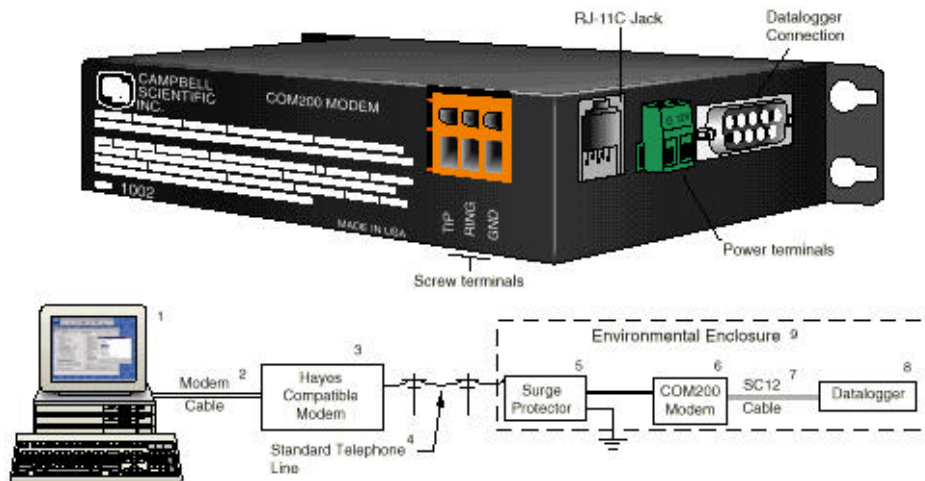 RJ-11C Jack
Datalogger
Connection
CAMPBELL
SCIENTIFIC
INC.
COM200 MODEM
1002
MADE IN USA
TIP
RING
GND
12V
Power terminals
Screw terminals
1
Modem 2
Cable
3
Hayes
Compatible
Modem
4
Standard Telephone
Line
Environmental Enclosure 9
5
Surge
Protector
6
COM200
Modem
7
SC12
Cable
8
Datalogger